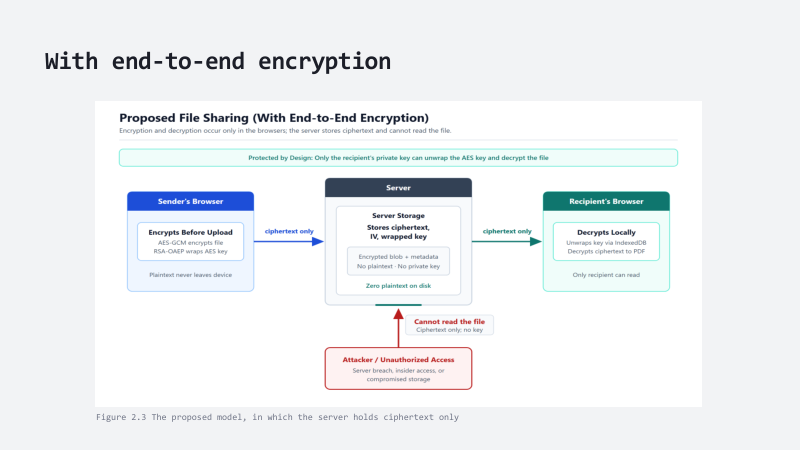 With end-to-end encryption
Proposed File Sharing (With End-to-End Encryption)
Encryption and decryption occur only in the browsers; the server stores ciphertext and cannot read the file.
Protected by Design: Only the recipient's private key can unwrap the AES key and decrypt the file
Sender's Browser
Encrypts Before Upload
AES-GCM encrypts file
RSA-OAEP wraps AES key
Plaintext never leaves device
ciphertext only
Server
Server Storage
Stores ciphertext,
IV, wrapped key
Encrypted blob + metadata
No plaintext · No private key
Zero plaintext on disk
ciphertext only
Recipient's Browser
Decrypts Locally
Unwraps key via IndexedDB
Decrypts ciphertext to PDF
Only recipient can read
Cannot read the file
Ciphertext only; no key
Attacker / Unauthorized Access
Server breach, insider access, or
compromised storage
Figure 2.3 The proposed model, in which the server holds ciphertext only